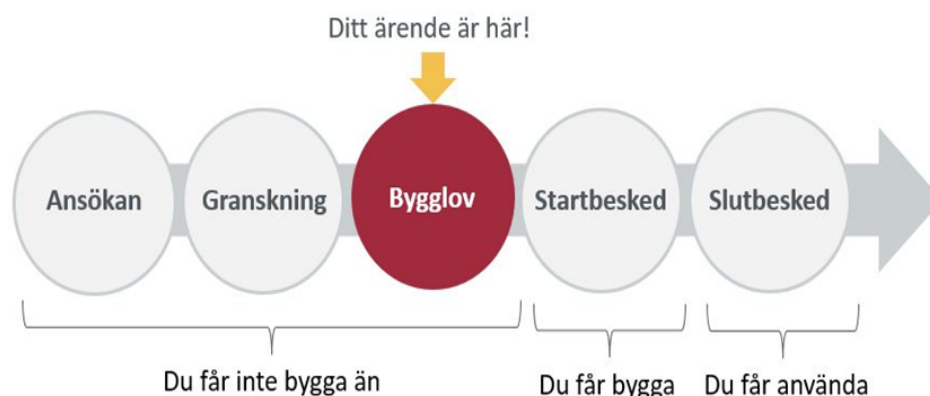 Ditt ärende är här!
Ansökan
Granskning
Bygglov
Startbesked
Slutbesked
Du får inte bygga än
Du får bygga
Du får använda